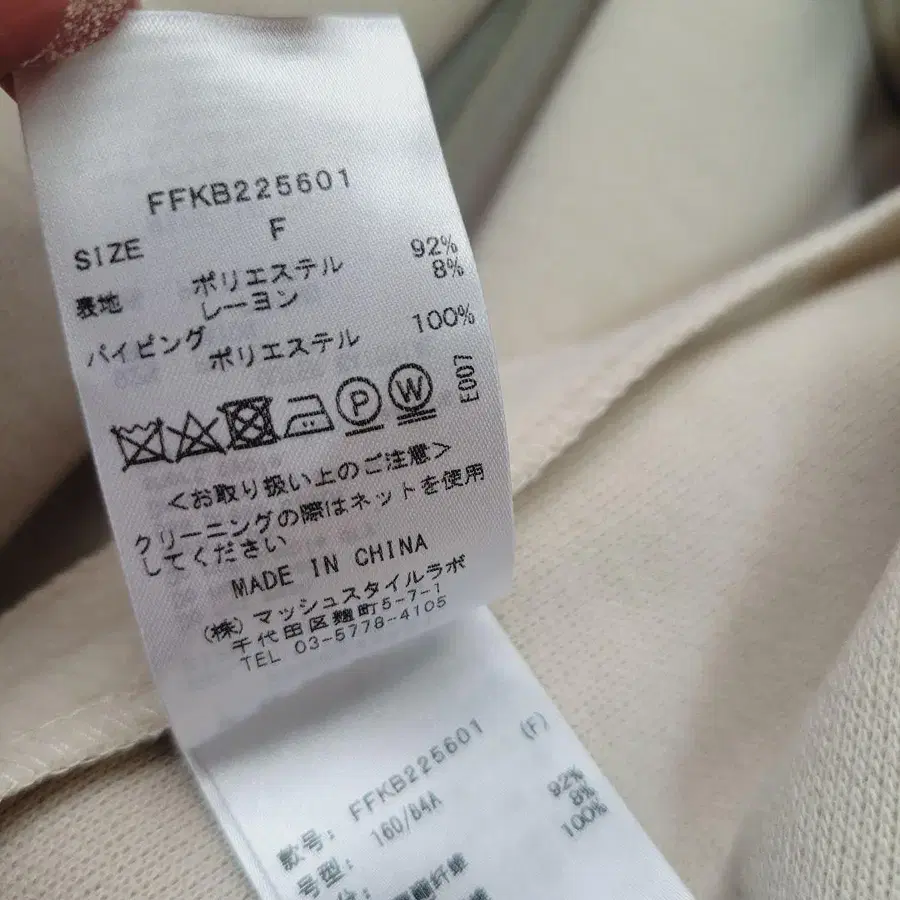 FFKB225601
SIZE F
表地 ポリエステル 92%
レーヨン 8%
パイピング ポリエステル 100%
P W E007
<お取り扱い上のご注意>
クリーニングの際はネットを使用
してください
MADE IN CHINA
(株)マッシュスタイルラボ
千代田区麹町5-7-1
TEL 03-5778-4105
款号: FFKB225601 (F)
号型: 160/64A
92%
8%
100%